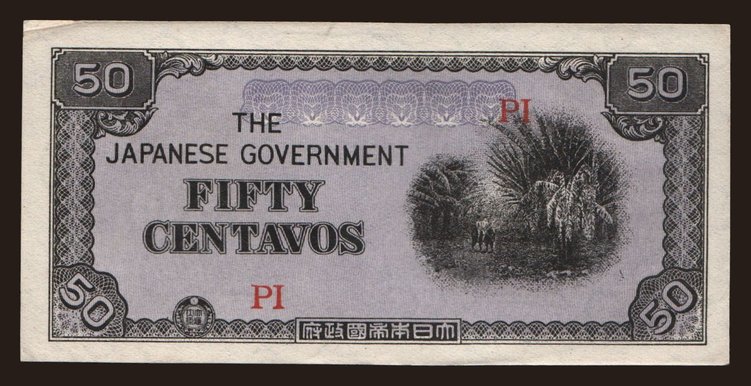 50 50
PI
THE
JAPANESE GOVERNMENT
FIFTY
CENTAVOS
PI
50 50
府政國帝本日大